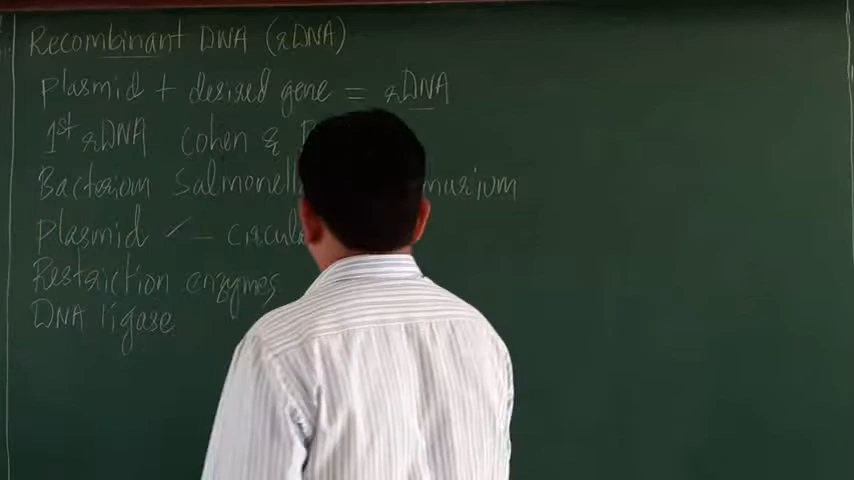 Recombinant DNA (rDNA)
plasmid + desired gene = rDNA
1st rDNA cohen &
Bacterium Salmonell murium
Plasmid - circula
Restriction enzymes
DNA ligase